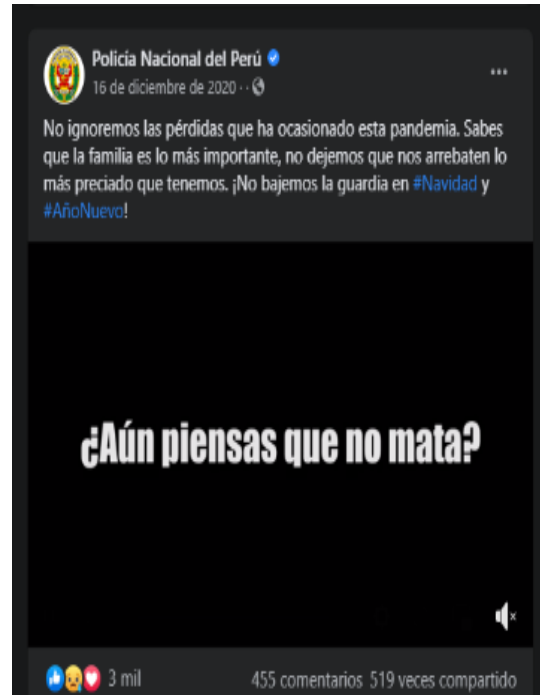 Policía Nacional del Perú
16 de diciembre de 2020 ·
No ignoremos las pérdidas que ha ocasionado esta pandemia. Sabes
que la familia es lo más importante, no dejemos que nos arrebaten lo
más preciado que tenemos. ¡No bajemos la guardia en #Navidad y
#AñoNuevo!
¿Aún piensas que no mata?
3 mil 455 comentarios 519 veces compartido